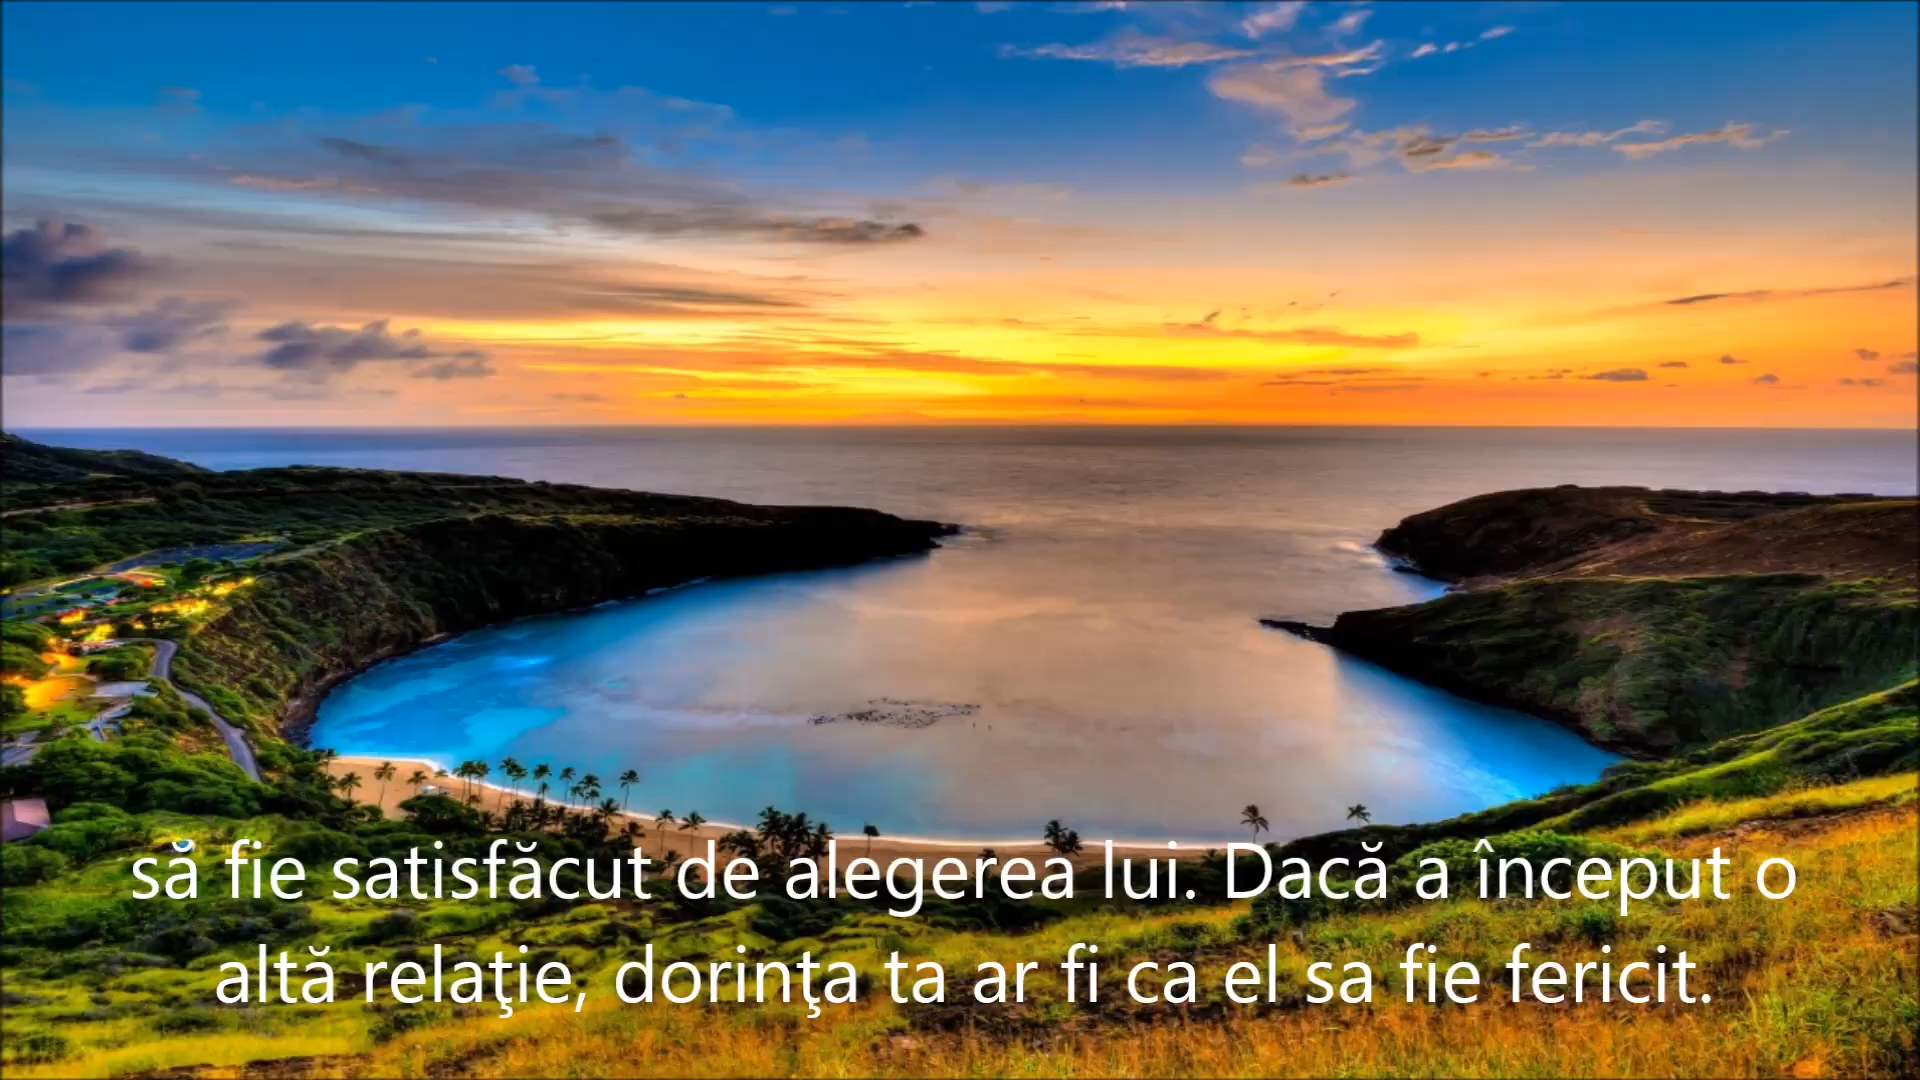 să fie satisfăcut de alegerea lui. Dacă a început o
altă relaţie, dorinţa ta ar fi ca el sa fie fericit.